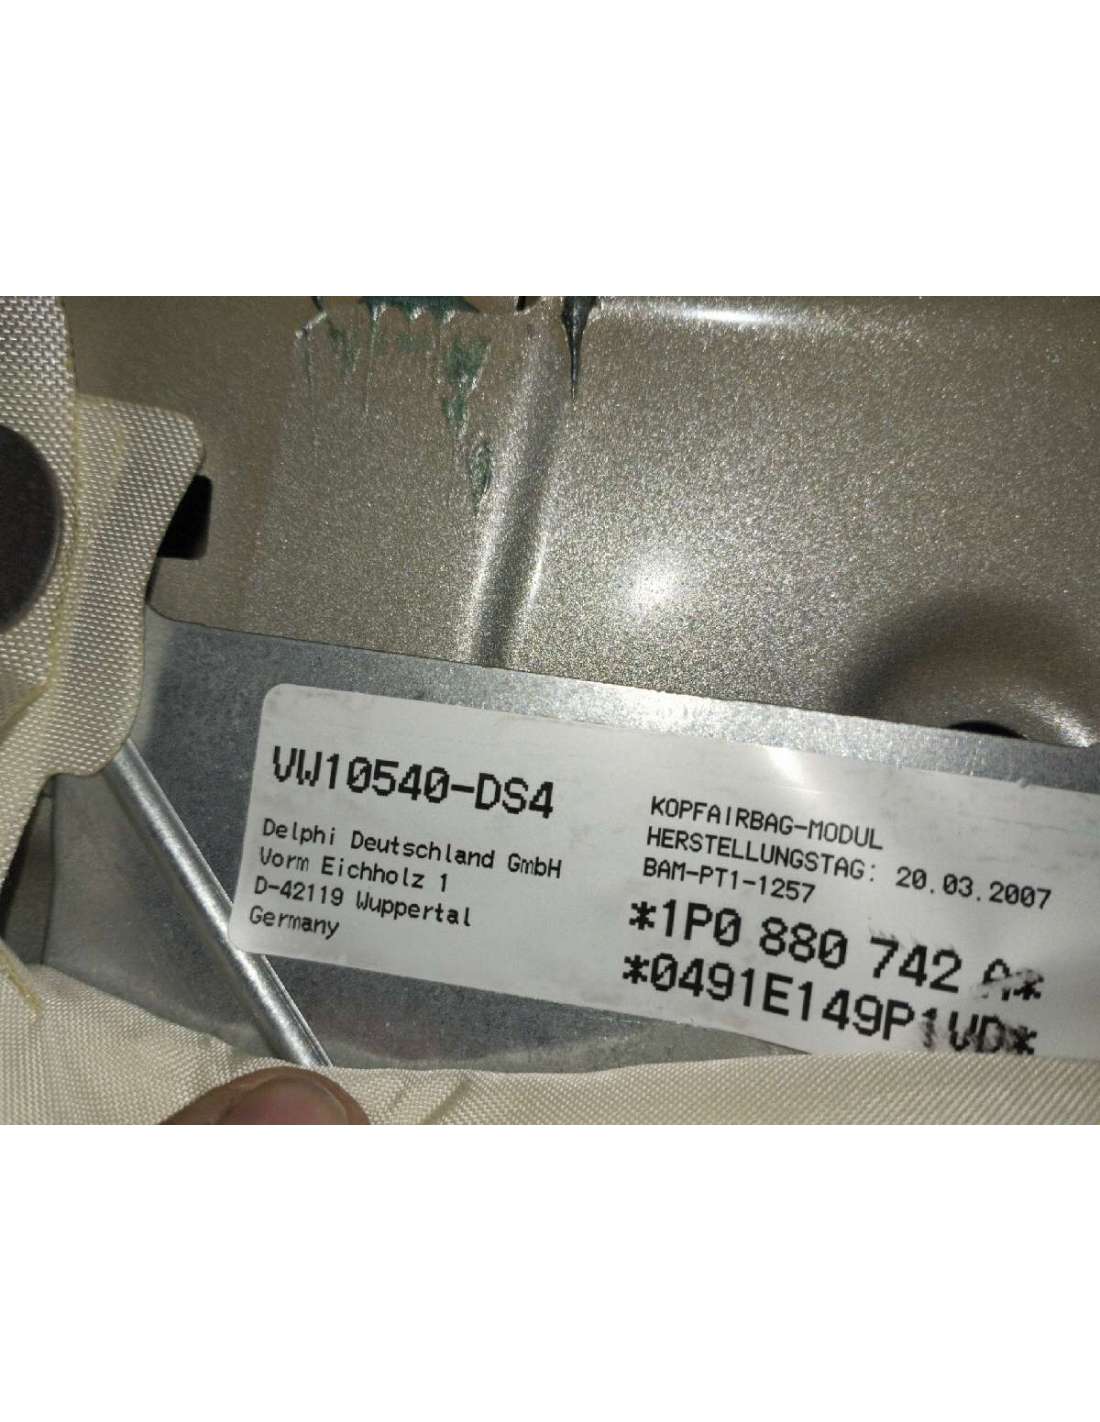 VW10540-DS4
Delphi Deutschland GmbH
Vorm Eichholz 1
D-42119 Wuppertal
Germany
KOPFAIRBAG-MODUL
HERSTELLUNGSTAG: 20.03.2007
BAM-PT1-1257
*1P0 880 742 A*
*0491E149P1VD*